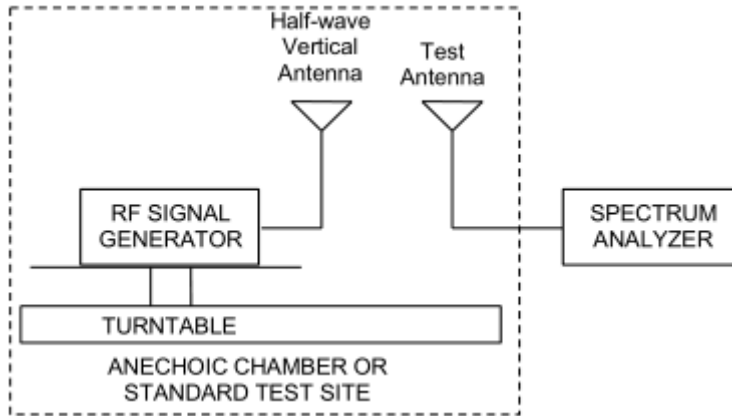 Half-wave
Vertical
Antenna
Test
Antenna
RF SIGNAL
GENERATOR
SPECTRUM
ANALYZER
TURNTABLE
ANECHOIC CHAMBER OR
STANDARD TEST SITE